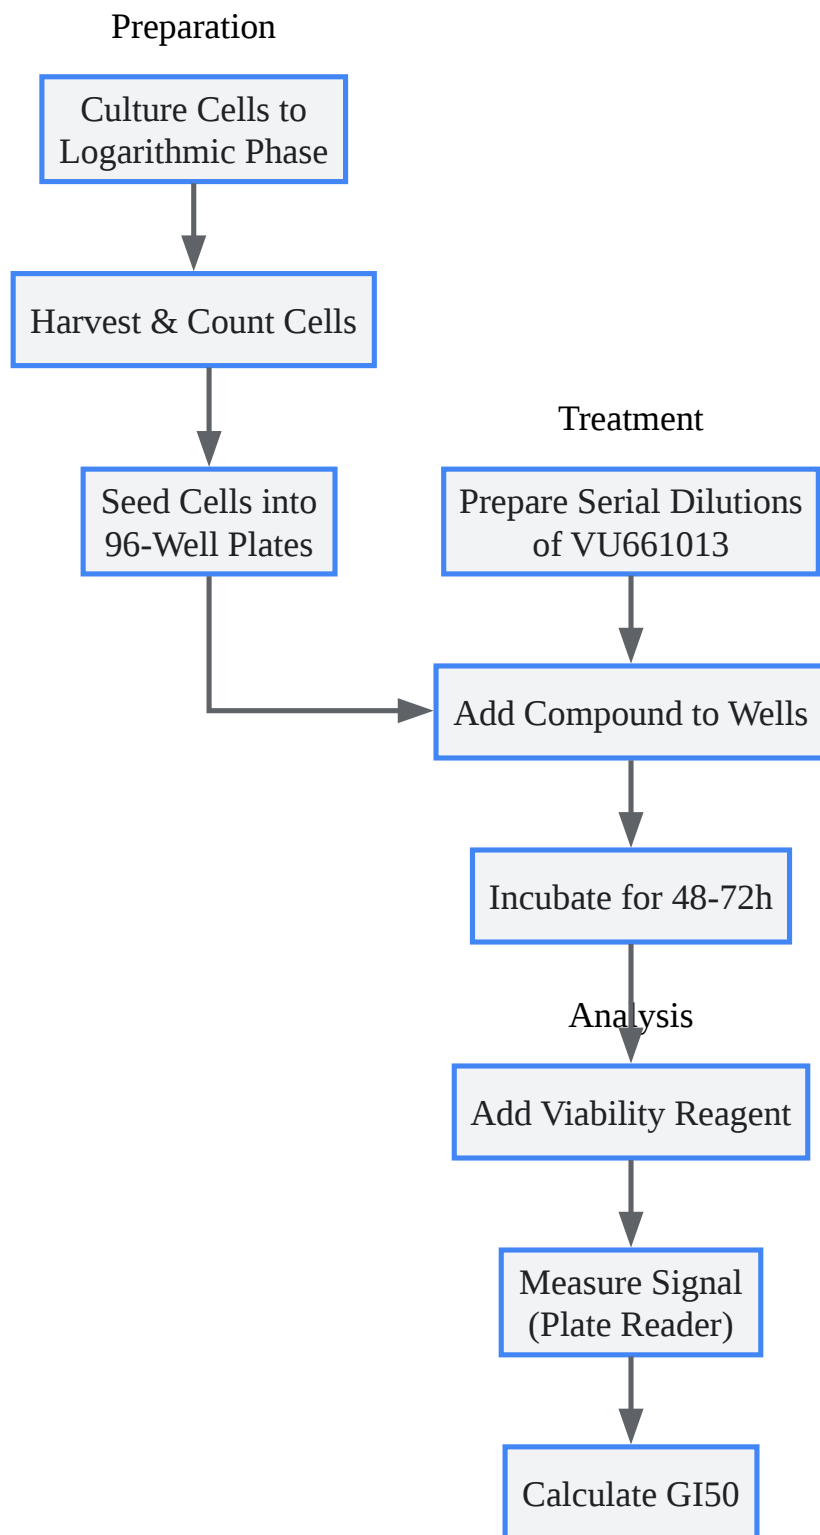 Preparation
Culture Cells to
Logarithmic Phase
Harvest & Count Cells
Seed Cells into
96-Well Plates
Treatment
Prepare Serial Dilutions
of VU661013
Add Compound to Wells
Incubate for 48-72h
Analysis
Add Viability Reagent
Measure Signal
(Plate Reader)
Calculate GI50